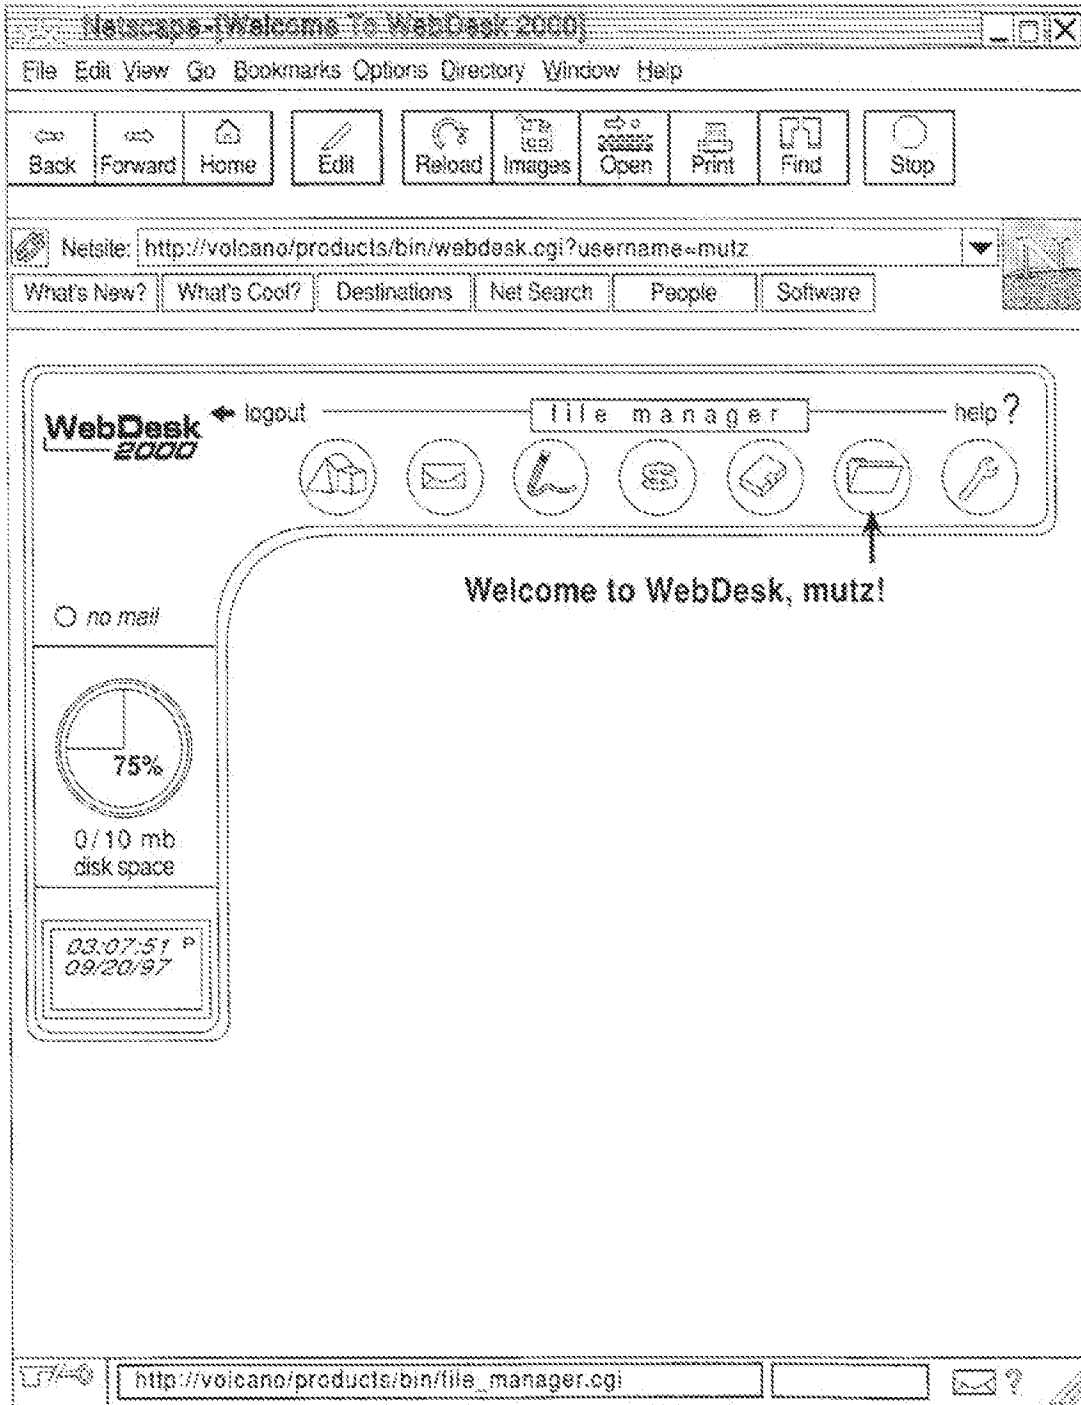 Netscape-[Welcome To WebDesk 2000]
File Edit View Go Bookmarks Options Directory Window Help
Back Forward Home Edit Reload Images Open Print Find Stop
Netsite: http://volcano/products/bin/webdesk.cgi?username=mutz
What's New? What's Cool? Destinations Net Search People Software
WebDesk 2000
logout
file manager
help ?
Welcome to WebDesk, mutz!
no mail
75%
0/10 mb
disk space
03:07:51 P
09/20/97
http://volcano/products/bin/file_manager.cgi
?